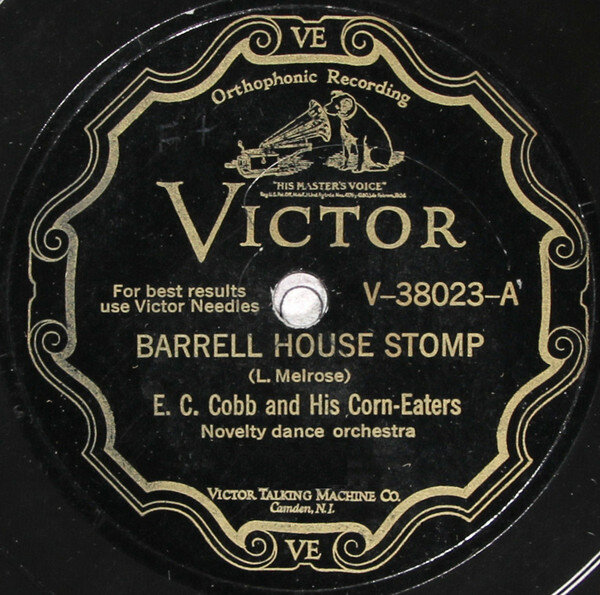 VE
Orthophonic Recording
"HIS MASTER'S VOICE"
VICTOR
For best results
use Victor Needles
V-38023-A
BARRELL HOUSE STOMP
(L. Melrose)
E. C. Cobb and His Corn-Eaters
Novelty dance orchestra
VICTOR TALKING MACHINE CO.
Camden, N.J.
VE